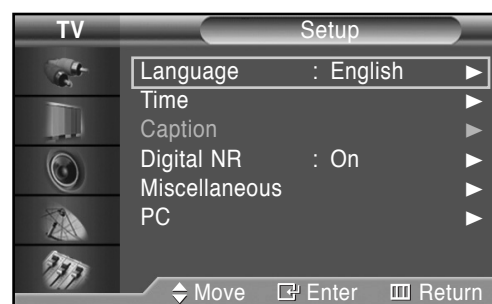 TV Setup
Language : English
Time
Caption
Digital NR : On
Miscellaneous
PC
Move Enter Return